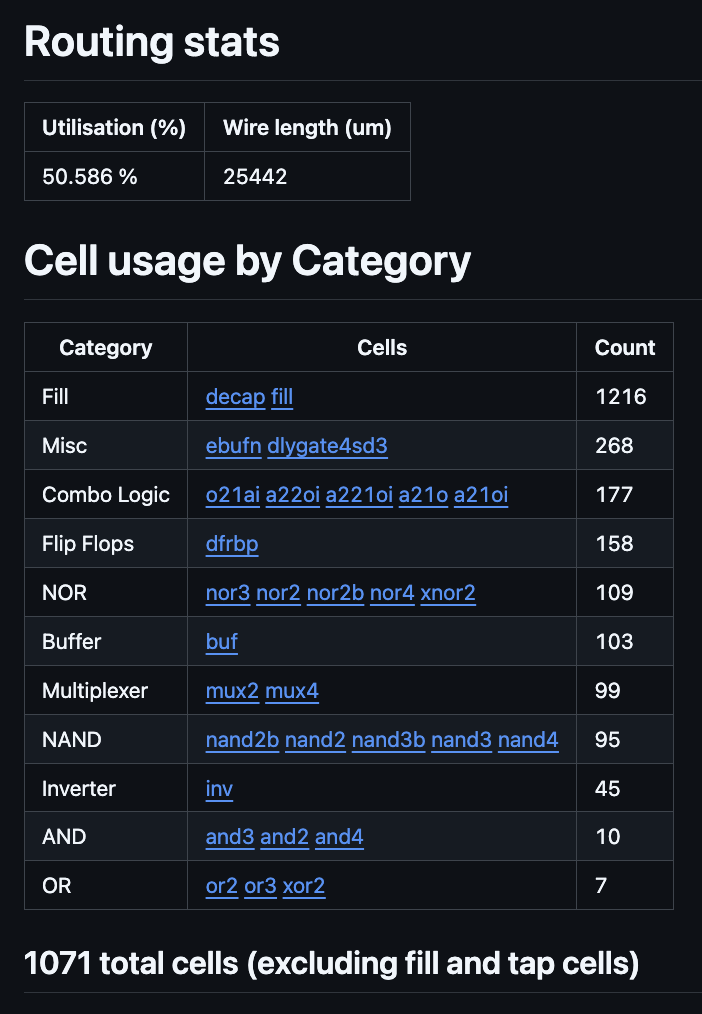 Routing stats
Utilisation (%) Wire length (um)
50.586 % 25442
Cell usage by Category
Category Cells Count
Fill decap fill 1216
Misc ebufn dlygate4sd3 268
Combo Logic o21ai a22oi a221oi a21o a21oi 177
Flip Flops dfrbp 158
NOR nor3 nor2 nor2b nor4 xnor2 109
Buffer buf 103
Multiplexer mux2 mux4 99
NAND nand2b nand2 nand3b nand3 nand4 95
Inverter inv 45
AND and3 and2 and4 10
OR or2 or3 xor2 7
1071 total cells (excluding fill and tap cells)